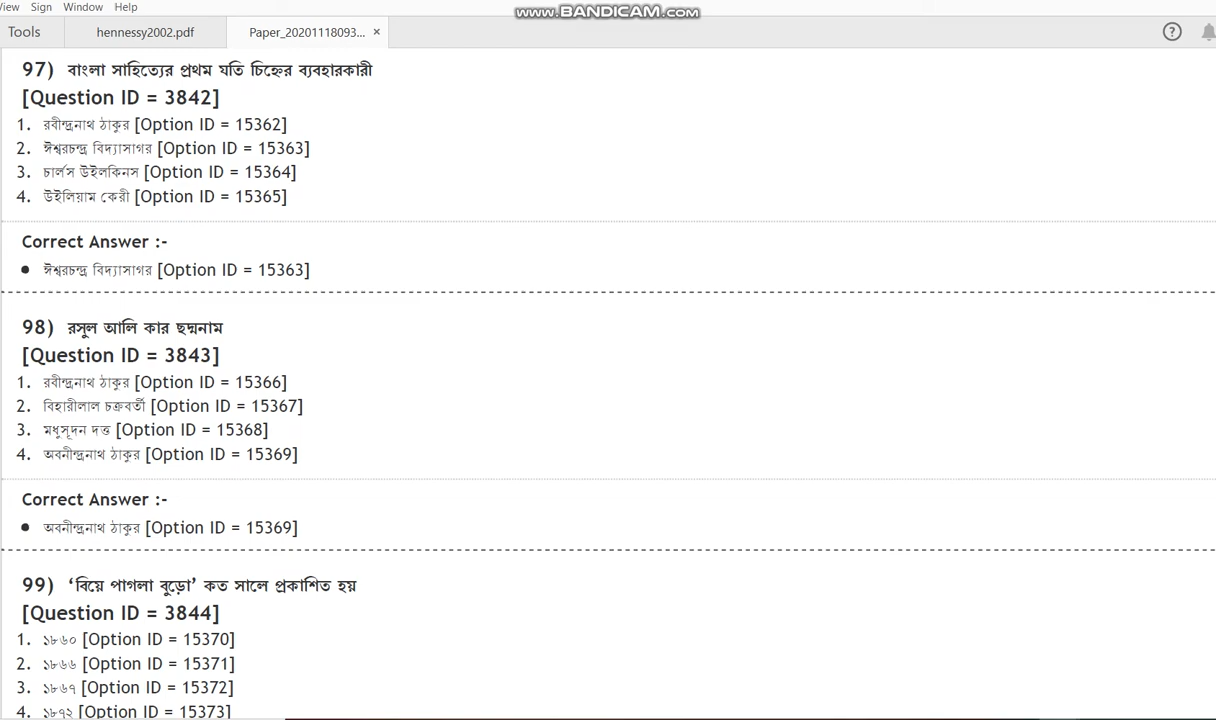 View Sign Window Help
www.BANDICAM.com
Tools hennessy2002.pdf Paper_20201118093... × ?
97) বাংলা সাহিত্যের প্রথম যতি চিহ্নের ব্যবহারকারী
[Question ID = 3842]
1. রবীন্দ্রনাথ ঠাকুর [Option ID = 15362]
2. ঈশ্বরচন্দ্র বিদ্যাসাগর [Option ID = 15363]
3. চার্লস উইলকিনস [Option ID = 15364]
4. উইলিয়াম কেরী [Option ID = 15365]
Correct Answer :-
• ঈশ্বরচন্দ্র বিদ্যাসাগর [Option ID = 15363]
98) রসুল আলি কার ছদ্মনাম
[Question ID = 3843]
1. রবীন্দ্রনাথ ঠাকুর [Option ID = 15366]
2. বিহারীলাল চক্রবর্তী [Option ID = 15367]
3. মধুসূদন দত্ত [Option ID = 15368]
4. অবনীন্দ্রনাথ ঠাকুর [Option ID = 15369]
Correct Answer :-
• অবনীন্দ্রনাথ ঠাকুর [Option ID = 15369]
99) ‘বিয়ে পাগলা বুড়ো’ কত সালে প্রকাশিত হয়
[Question ID = 3844]
1. ১৮৬০ [Option ID = 15370]
2. ১৮৬৬ [Option ID = 15371]
3. ১৮৬৭ [Option ID = 15372]
4. ১৮৭২ [Option ID = 15373]